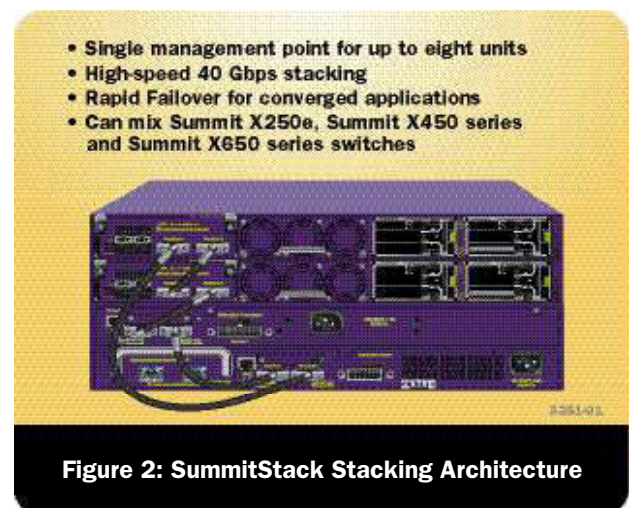 • Single management point for up to eight units
• High-speed 40 Gbps stacking
• Rapid Failover for converged applications
• Can mix Summit X250e, Summit X450 series
and Summit X650 series switches
Figure 2: SummitStack Stacking Architecture